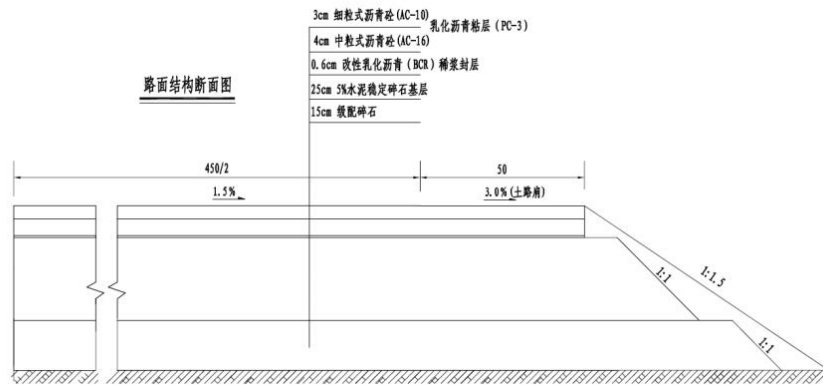 3cm 细粒式沥青砼(AC-10)
乳化沥青粘层(PC-3)
4cm 中粒式沥青砼(AC-16)
0.6cm 改性乳化沥青(BCR)稀浆封层
路面结构断面图
25cm 5%水泥稳定碎石基层
15cm 级配碎石
450/2
50
1.5%
3.0%(土路肩)
1:1
1:1.5
1:1